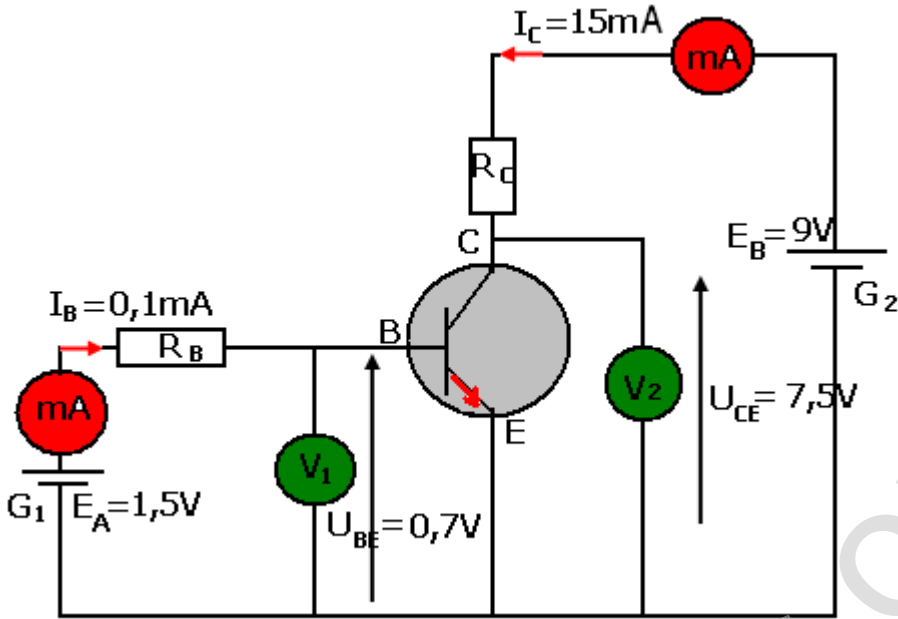 I_C=15mA
mA
R_C
C
E_B=9V
G_2
I_B=0,1mA
B
R_B
mA
V_2
U_CE=7,5V
E
V_1
G_1 E_A=1,5V
U_BE=0,7V